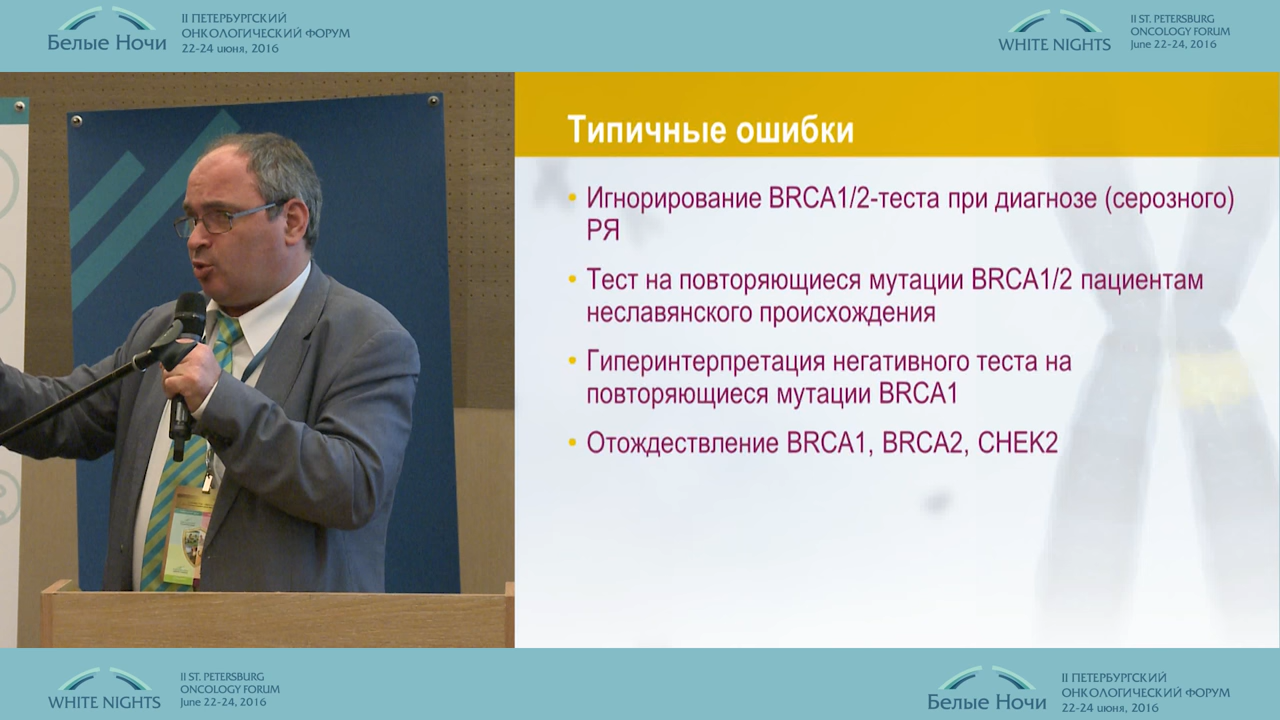 Белые Ночи
II ПЕТЕРБУРГСКИЙ
ОНКОЛОГИЧЕСКИЙ ФОРУМ
22-24 июня, 2016
WHITE NIGHTS
II ST. PETERSBURG
ONCOLOGY FORUM
June 22-24, 2016
Типичные ошибки
• Игнорирование BRCA1/2-теста при диагнозе (серозного)
РЯ
• Тест на повторяющиеся мутации BRCA1/2 пациентам
неславянского происхождения
• Гиперинтерпретация негативного теста на
повторяющиеся мутации BRCA1
• Отождествление BRCA1, BRCA2, CHEK2
WHITE NIGHTS
II ST. PETERSBURG
ONCOLOGY FORUM
June 22-24, 2016
Белые Ночи
II ПЕТЕРБУРГСКИЙ
ОНКОЛОГИЧЕСКИЙ ФОРУМ
22-24 июня, 2016